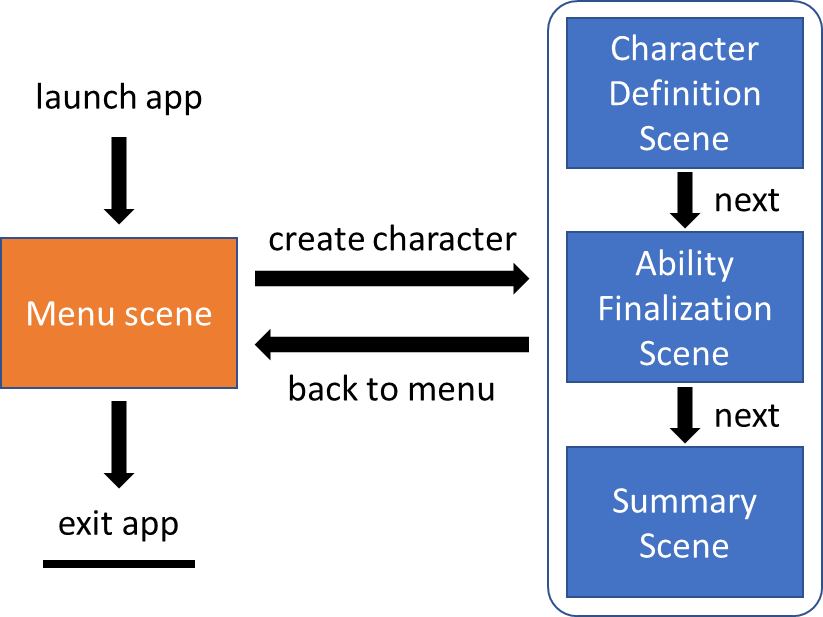 launch app
Menu scene
exit app
create character
back to menu
Character
Definition
Scene
next
Ability
Finalization
Scene
next
Summary
Scene